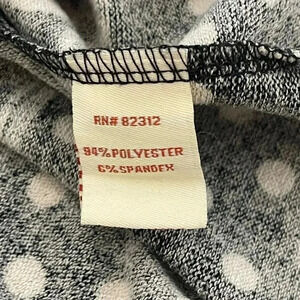 RN# 82312
94%POLYESTER
6%SPANDEX